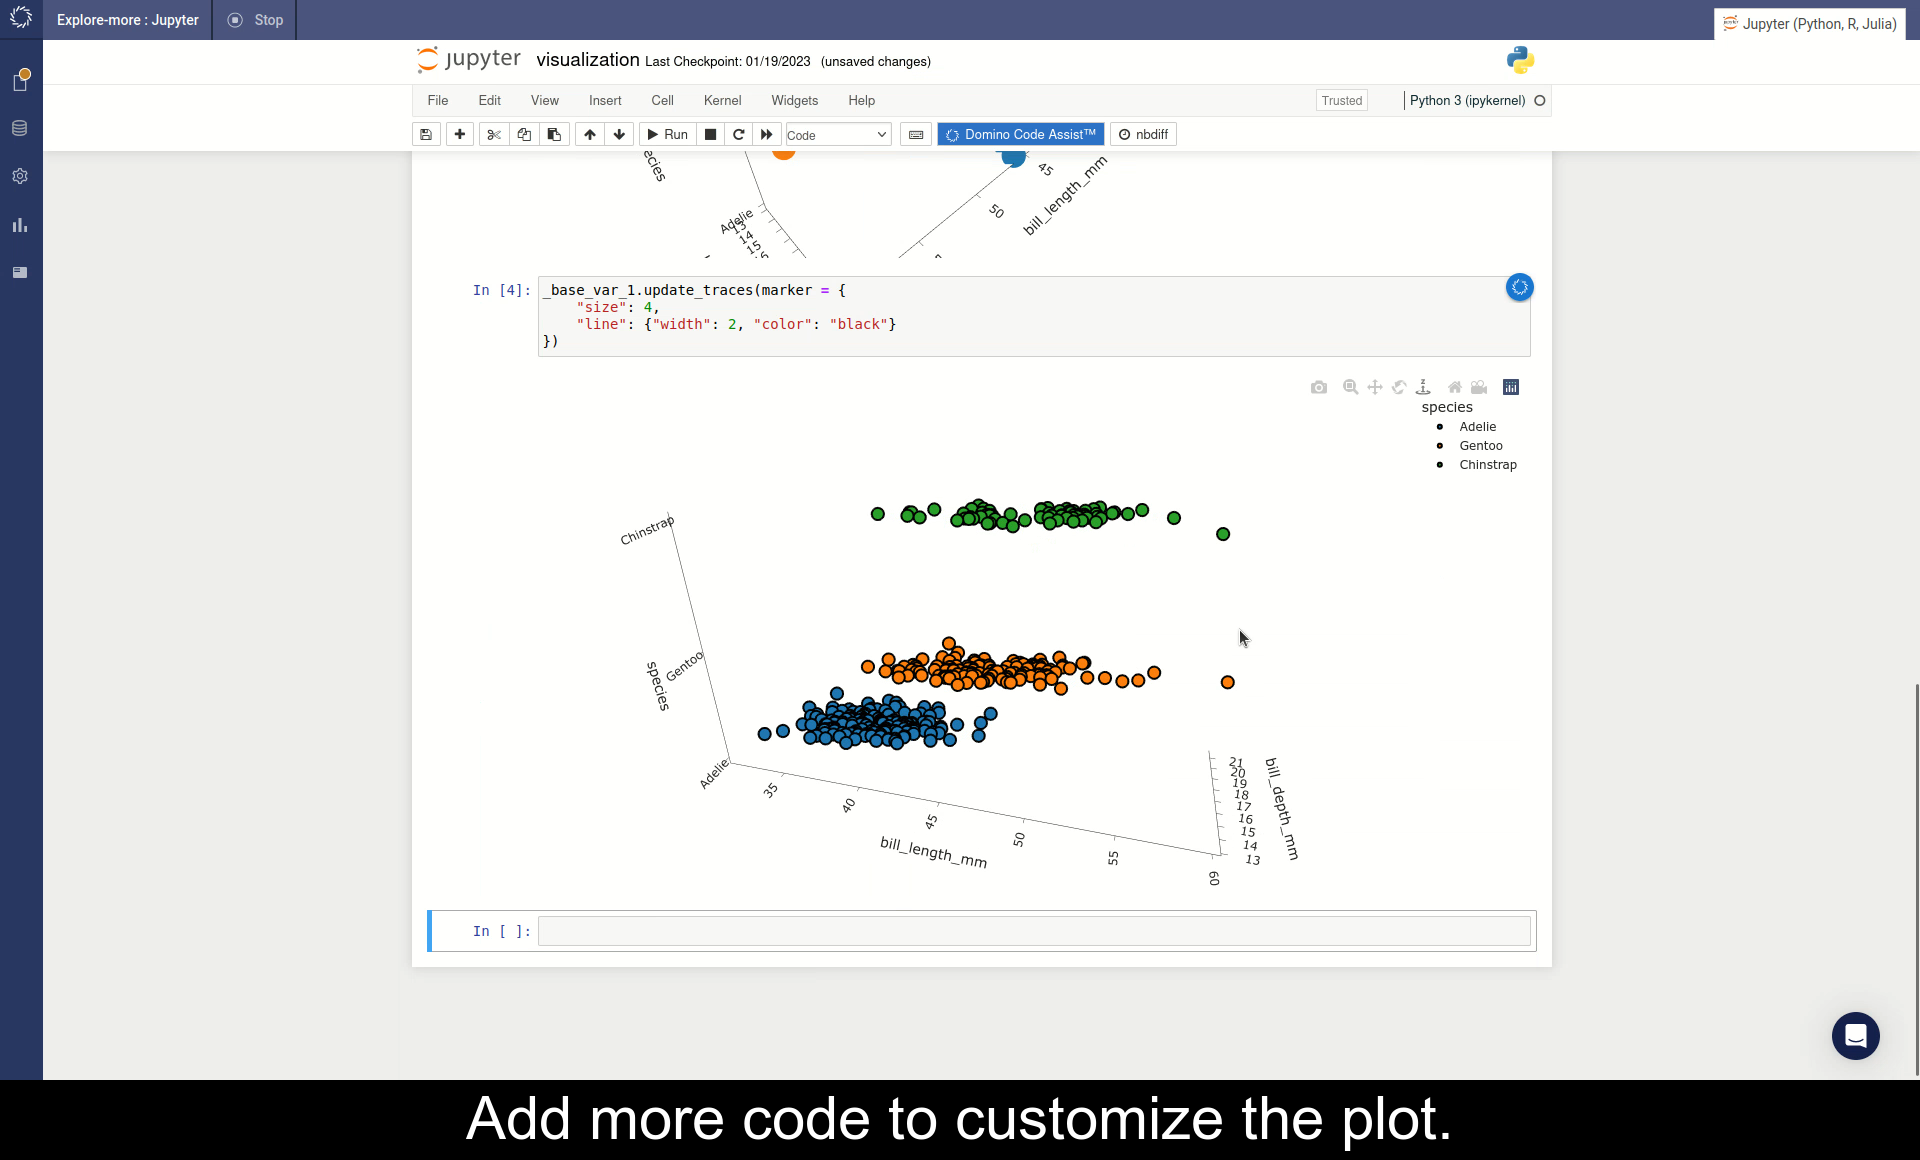 Explore-more : Jupyter
Stop
Jupyter (Python, R, Julia)
jupyter visualization Last Checkpoint: 01/19/2023 (unsaved changes)
File Edit View Insert Cell Kernel Widgets Help
Trusted
Python 3 (ipykernel)
Run
Code
Domino Code Assist™
nbdiff
ecies
Adelie
13
14
15
45
50
bill_length_mm
In [4]:
_base_var_1.update_traces(marker = {
"size": 4,
"line": {"width": 2, "color": "black"}
})
species
Adelie
Gentoo
Chinstrap
Chinstrap
Gentoo
Adelie
species
35
40
45
50
55
60
bill_length_mm
21
20
19
18
17
16
15
14
13
bill_depth_mm
In [ ]:
Add more code to customize the plot.